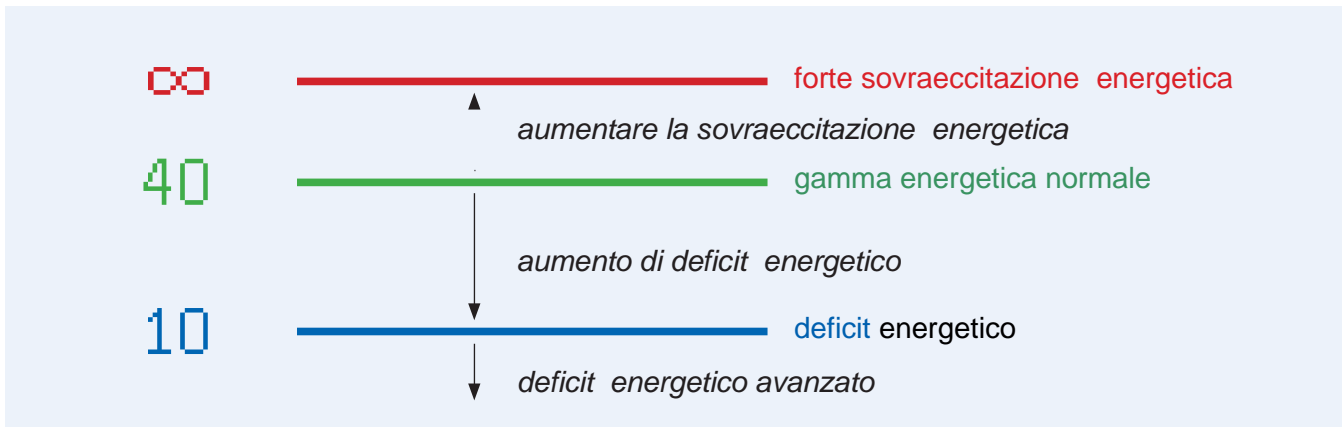 ∞ forte sovraeccitazione energetica
aumentare la sovraeccitazione energetica
40 gamma energetica normale
aumento di deficit energetico
10 deficit energetico
deficit energetico avanzato